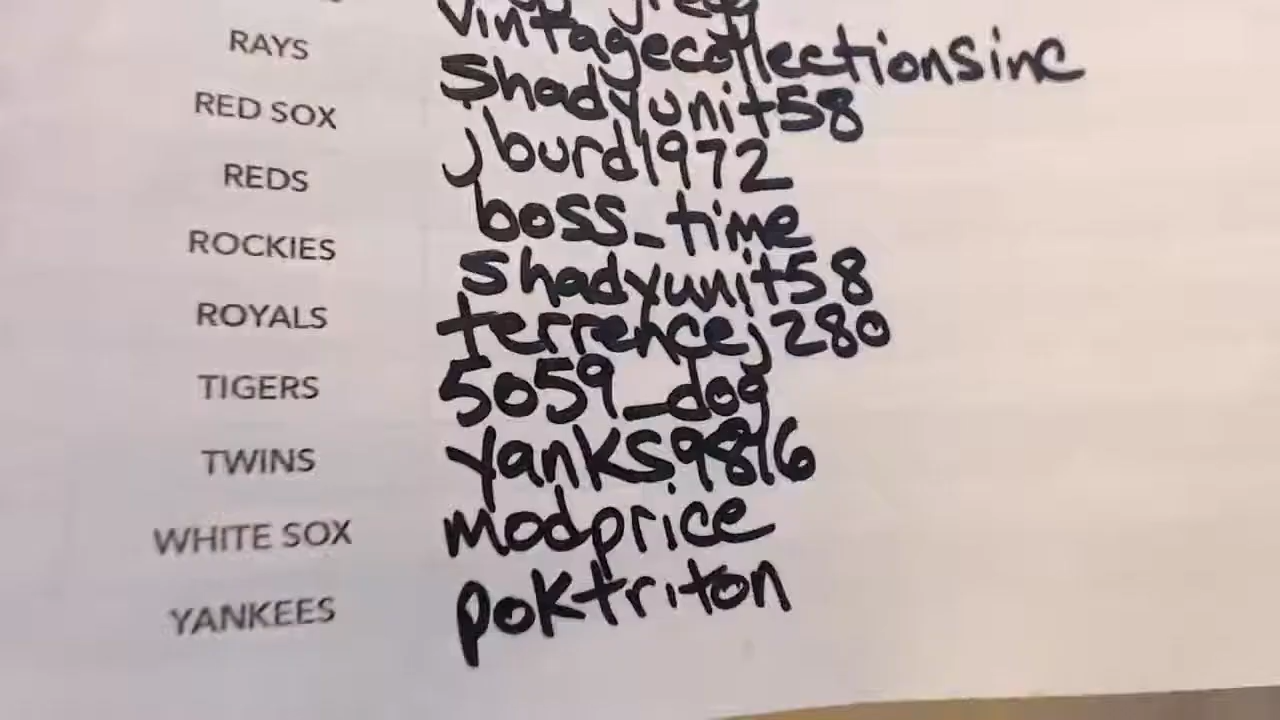 vintagecollectionsinc
RAYS Shadyunit58
RED SOX jburd1972
REDS boss_time
ROCKIES shadyunit58
ROYALS terrencej280
TIGERS 5059_dog
TWINS yanks9816
WHITE SOX modprice
YANKEES poktriton